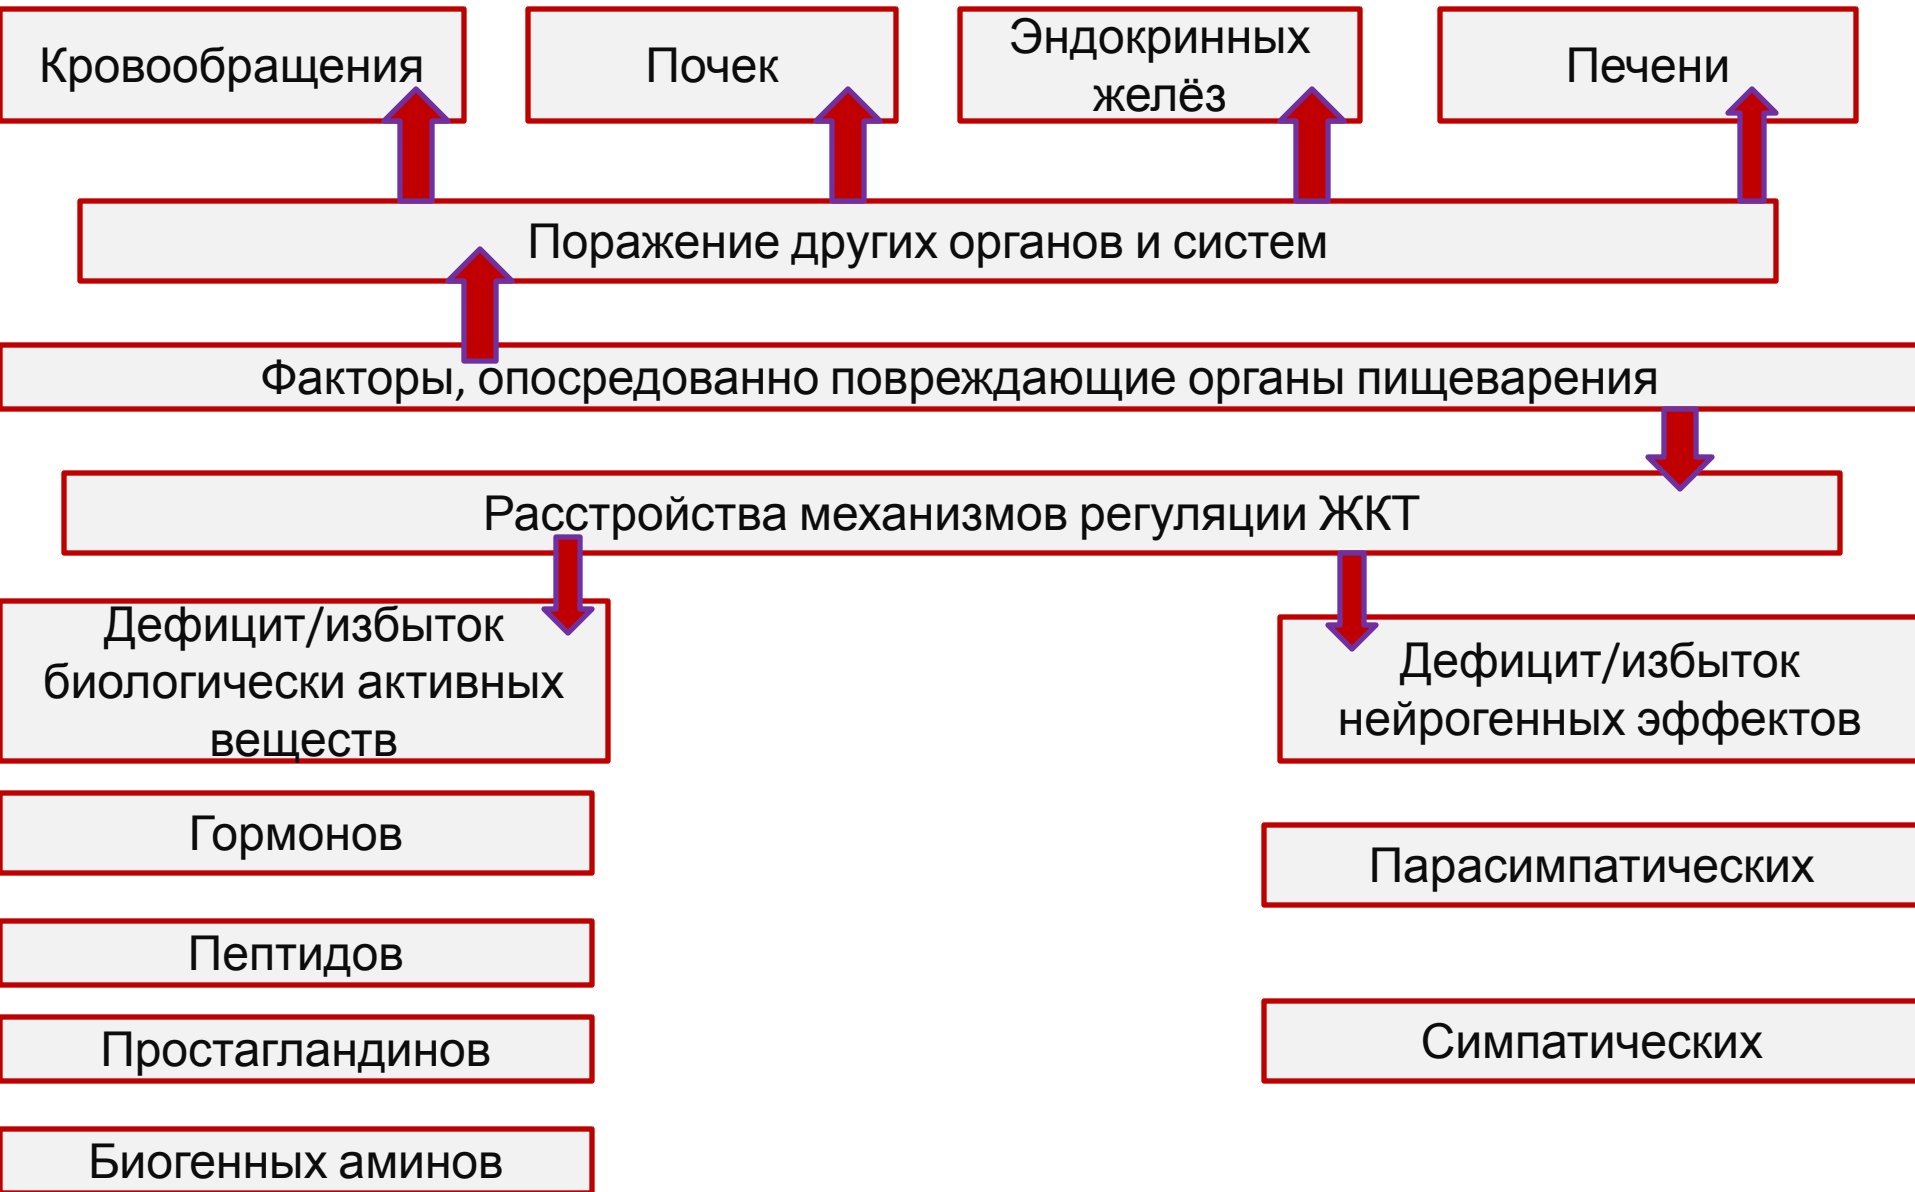 Кровообращения
Почек
Эндокринных
желёз
Печени
Поражение других органов и систем
Факторы, опосредованно повреждающие органы пищеварения
Расстройства механизмов регуляции ЖКТ
Дефицит/избыток
биологически активных
веществ
Дефицит/избыток
нейрогенных эффектов
Гормонов
Парасимпатических
Пептидов
Простагландинов
Симпатических
Биогенных аминов